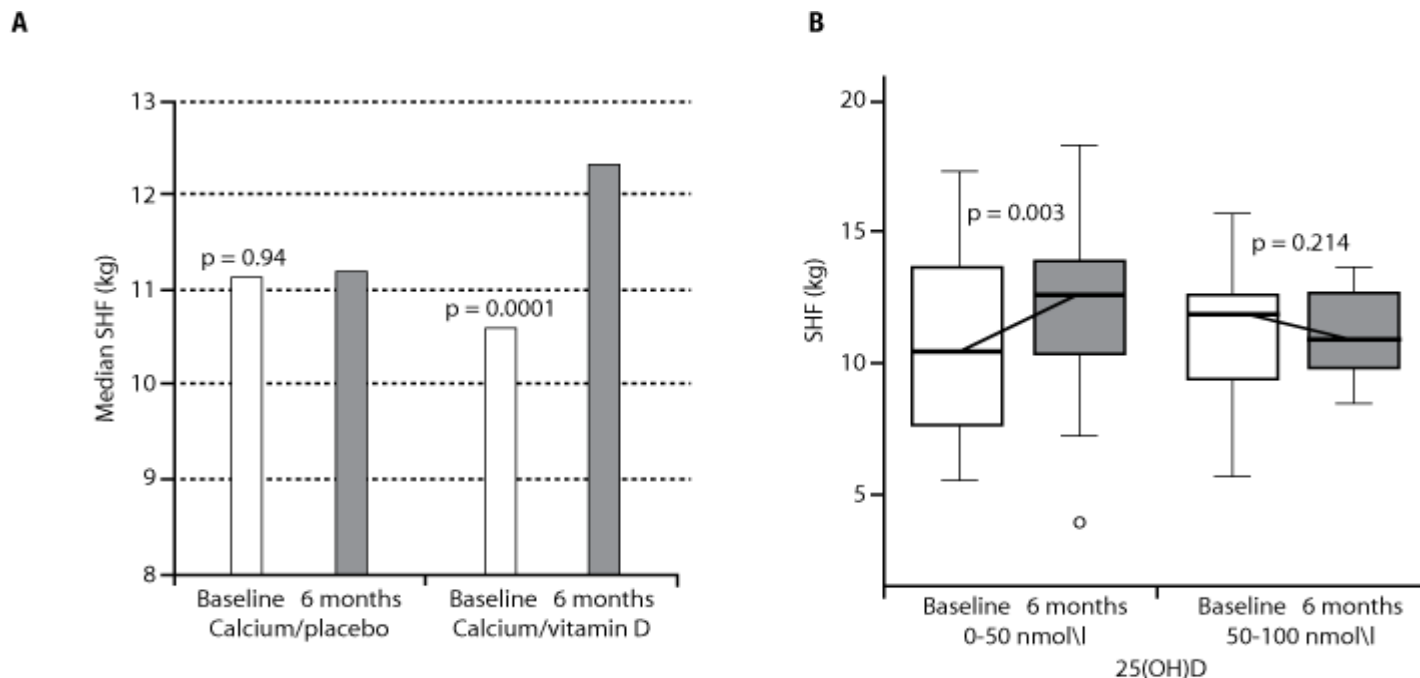 A
B
13
12
11
10
9
8
Median SHF (kg)
p = 0.94
p = 0.0001
Baseline 6 months Baseline 6 months
Calcium/placebo Calcium/vitamin D
20
15
10
5
SHF (kg)
p = 0.003
p = 0.214
Baseline 6 months Baseline 6 months
0-50 nmol\l 50-100 nmol\l
25(OH)D